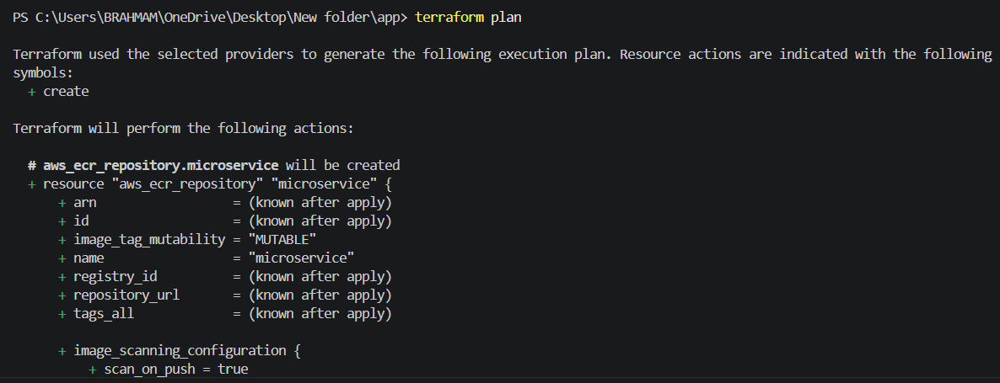 PS C:\Users\BRAHMAM\OneDrive\Desktop\New folder\app> terraform plan
Terraform used the selected providers to generate the following execution plan. Resource actions are indicated with the following
symbols:
+ create
Terraform will perform the following actions:
# aws_ecr_repository.microservice will be created
+ resource "aws_ecr_repository" "microservice" {
+ arn = (known after apply)
+ id = (known after apply)
+ image_tag_mutability = "MUTABLE"
+ name = "microservice"
+ registry_id = (known after apply)
+ repository_url = (known after apply)
+ tags_all = (known after apply)
+ image_scanning_configuration {
+ scan_on_push = true